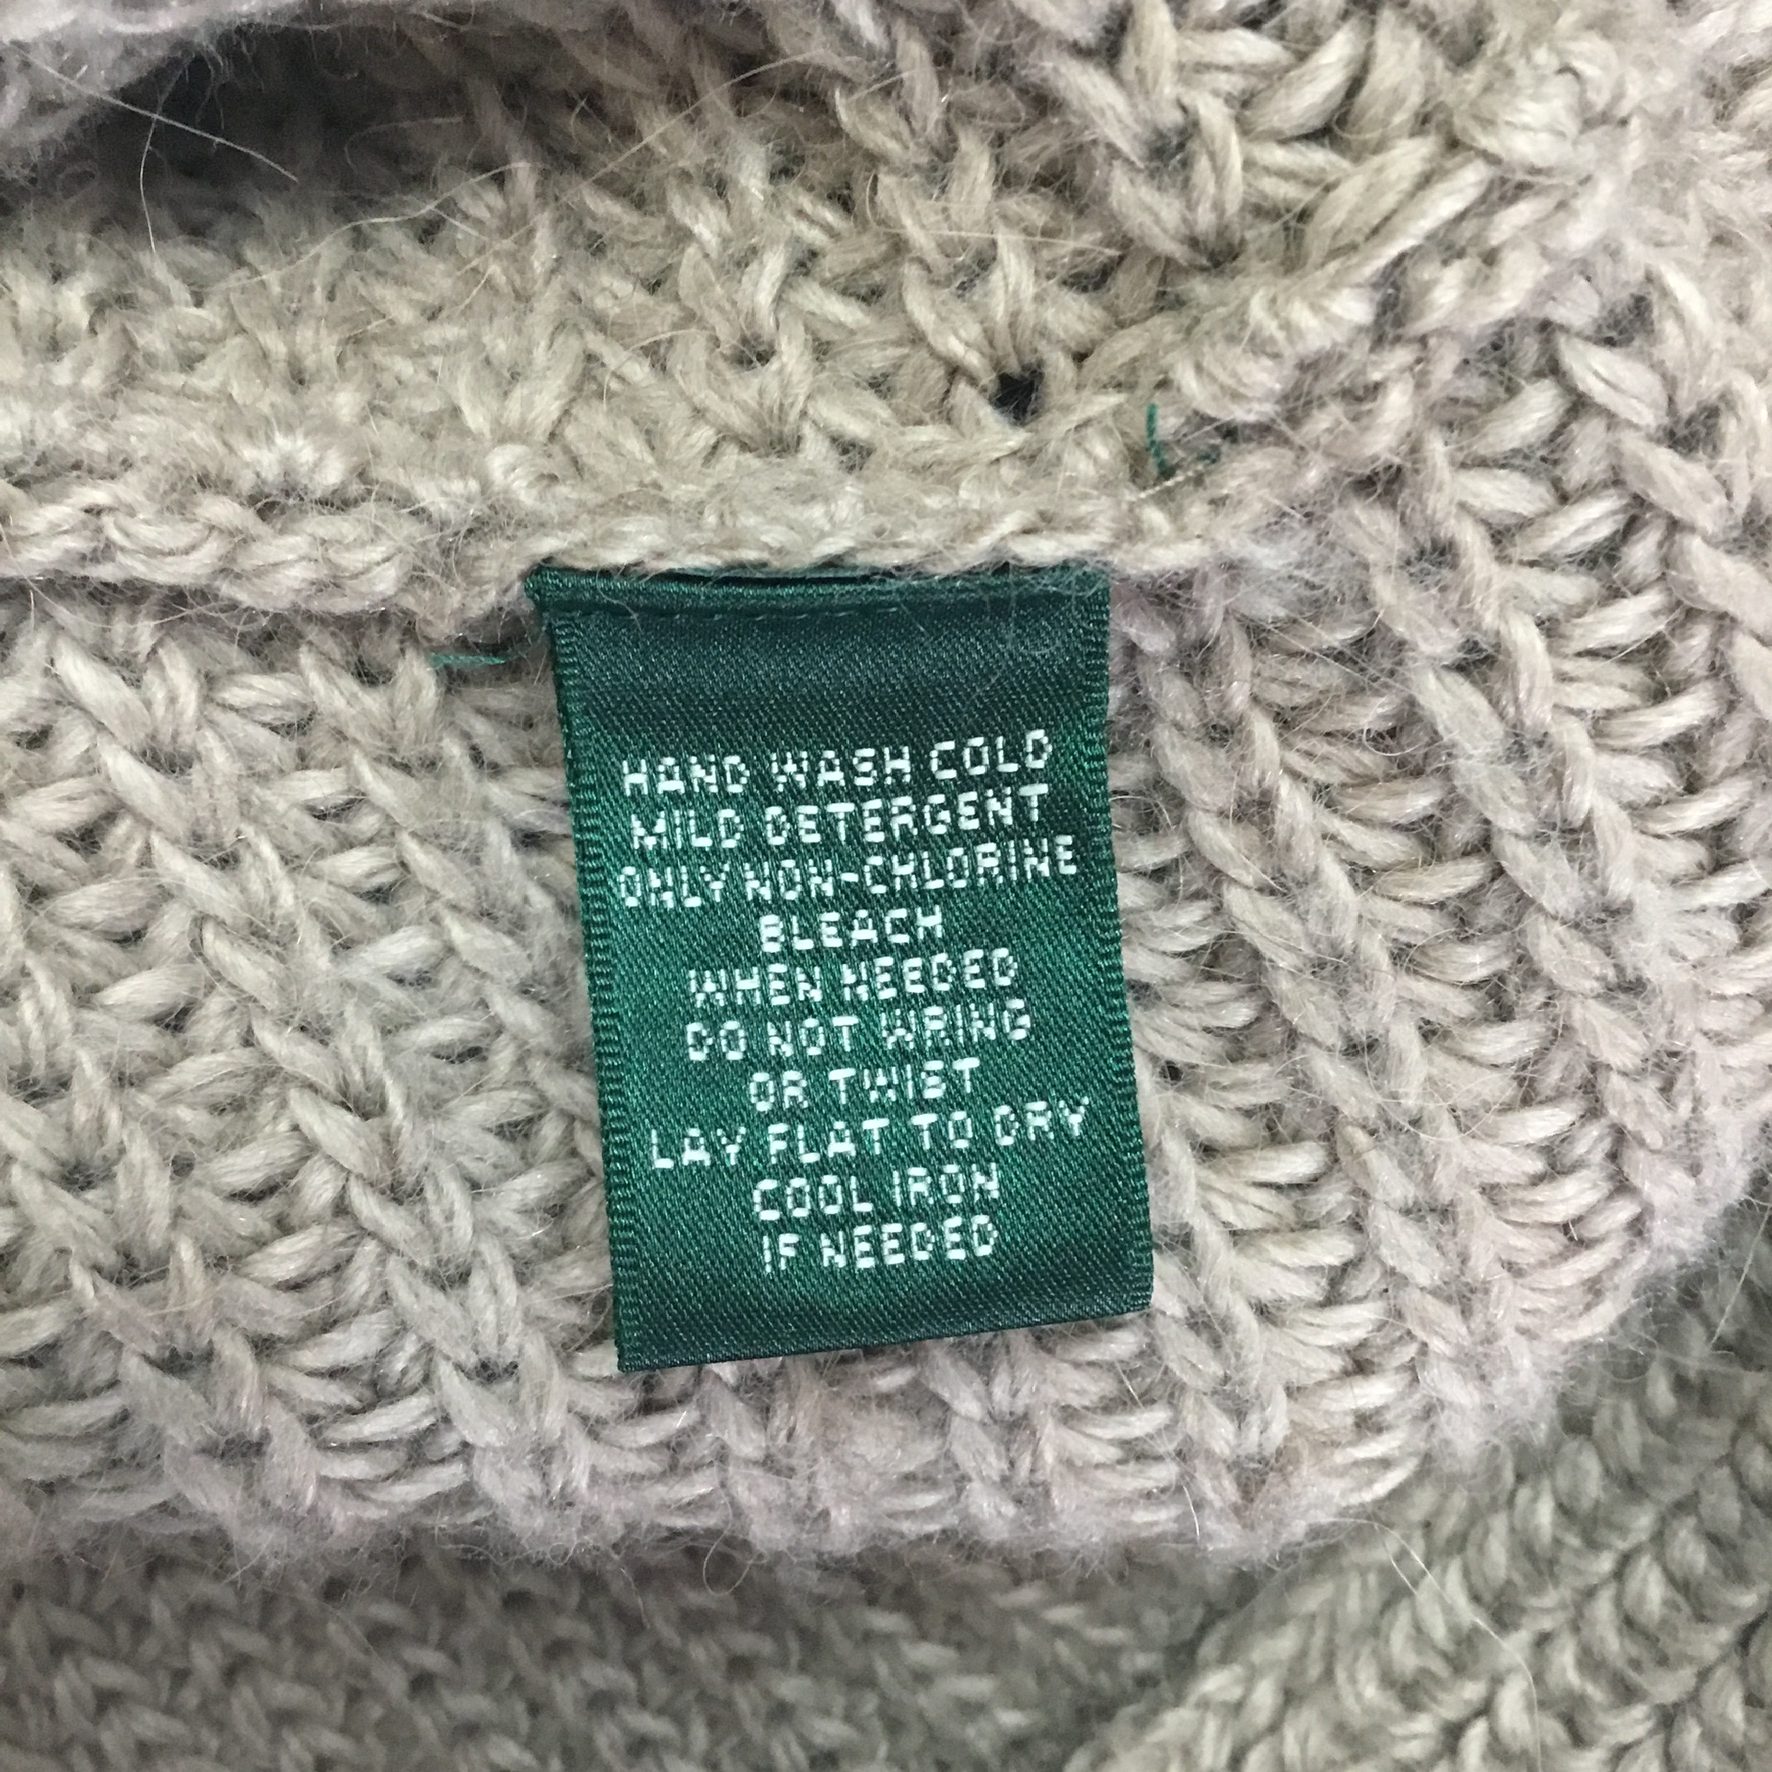 HAND WASH COLD
MILD DETERGENT
ONLY NON-CHLORINE
BLEACH
WHEN NEEDED
DO NOT WRING
OR TWIST
LAY FLAT TO DRY
COOL IRON
IF NEEDED